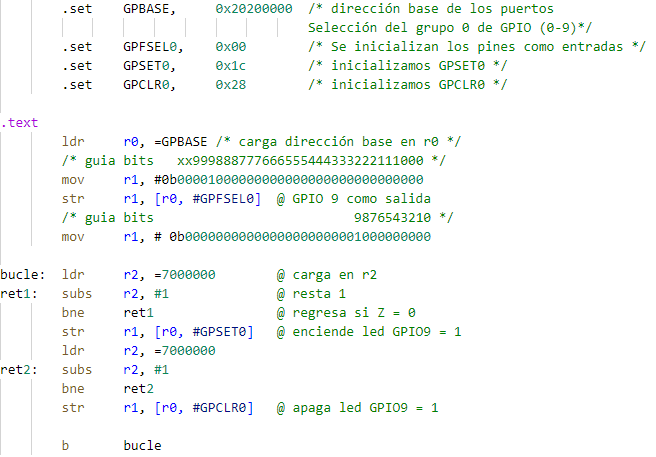 .set GPBASE, 0x20200000 /* dirección base de los puertos
Selección del grupo 0 de GPIO (0-9)*/
.set GPFSEL0, 0x00 /* Se inicializan los pines como entradas */
.set GPSET0, 0x1c /* inicializamos GPSET0 */
.set GPCLR0, 0x28 /* inicializamos GPCLR0 */
.text
ldr r0, =GPBASE /* carga dirección base en r0 */
/* guia bits xx999888777666555444333222111000 */
mov r1, #0b00001000000000000000000000000000
str r1, [r0, #GPFSEL0] @ GPIO 9 como salida
/* guia bits 9876543210 */
mov r1, # 0b00000000000000000000001000000000
bucle: ldr r2, =7000000 @ carga en r2
ret1: subs r2, #1 @ resta 1
bne ret1 @ regresa si Z = 0
str r1, [r0, #GPSET0] @ enciende led GPIO9 = 1
ldr r2, =7000000
ret2: subs r2, #1
bne ret2
str r1, [r0, #GPCLR0] @ apaga led GPIO9 = 1
b bucle